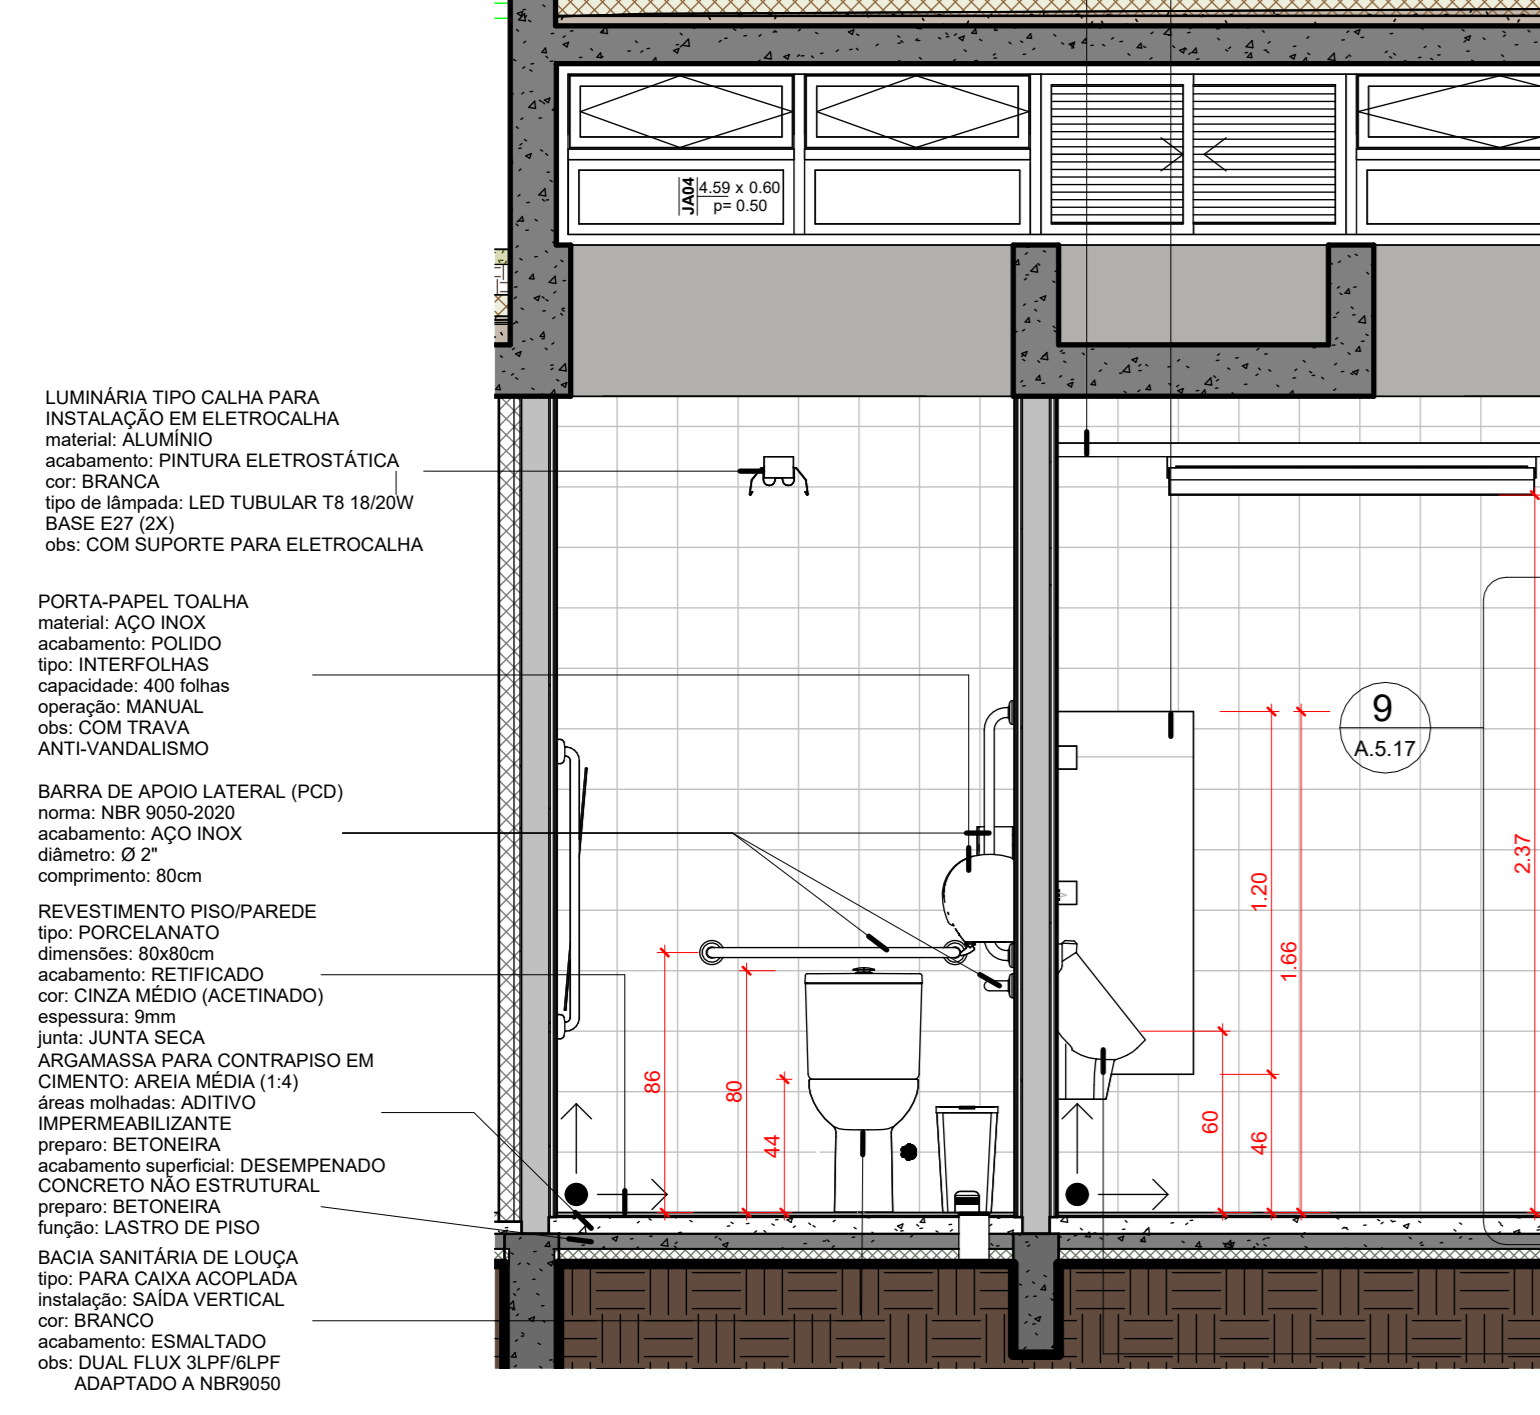 JA04
4.59 x 0.60
p= 0.50
LUMINÁRIA TIPO CALHA PARA
INSTALAÇÃO EM ELETROCALHA
material: ALUMÍNIO
acabamento: PINTURA ELETROSTÁTICA
cor: BRANCA
tipo de lâmpada: LED TUBULAR T8 18/20W
BASE E27 (2X)
obs: COM SUPORTE PARA ELETROCALHA
PORTA-PAPEL TOALHA
material: AÇO INOX
acabamento: POLIDO
tipo: INTERFOLHAS
capacidade: 400 folhas
operação: MANUAL
obs: COM TRAVA
ANTI-VANDALISMO
BARRA DE APOIO LATERAL (PCD)
norma: NBR 9050-2020
acabamento: AÇO INOX
diâmetro: Ø 2"
comprimento: 80cm
REVESTIMENTO PISO/PAREDE
tipo: PORCELANATO
dimensões: 80x80cm
acabamento: RETIFICADO
cor: CINZA MÉDIO (ACETINADO)
espessura: 9mm
junta: JUNTA SECA
ARGAMASSA PARA CONTRAPISO EM
CIMENTO: AREIA MÉDIA (1:4)
áreas molhadas: ADITIVO
IMPERMEABILIZANTE
preparo: BETONEIRA
acabamento superficial: DESEMPENADO
CONCRETO NÃO ESTRUTURAL
preparo: BETONEIRA
função: LASTRO DE PISO
BACIA SANITÁRIA DE LOUÇA
tipo: PARA CAIXA ACOPLADA
instalação: SAÍDA VERTICAL
cor: BRANCO
acabamento: ESMALTADO
obs: DUAL FLUX 3LPF/6LPF
ADAPTADO A NBR9050
86
80
44
60
46
1.20
1.66
2.37
9
A.5.17